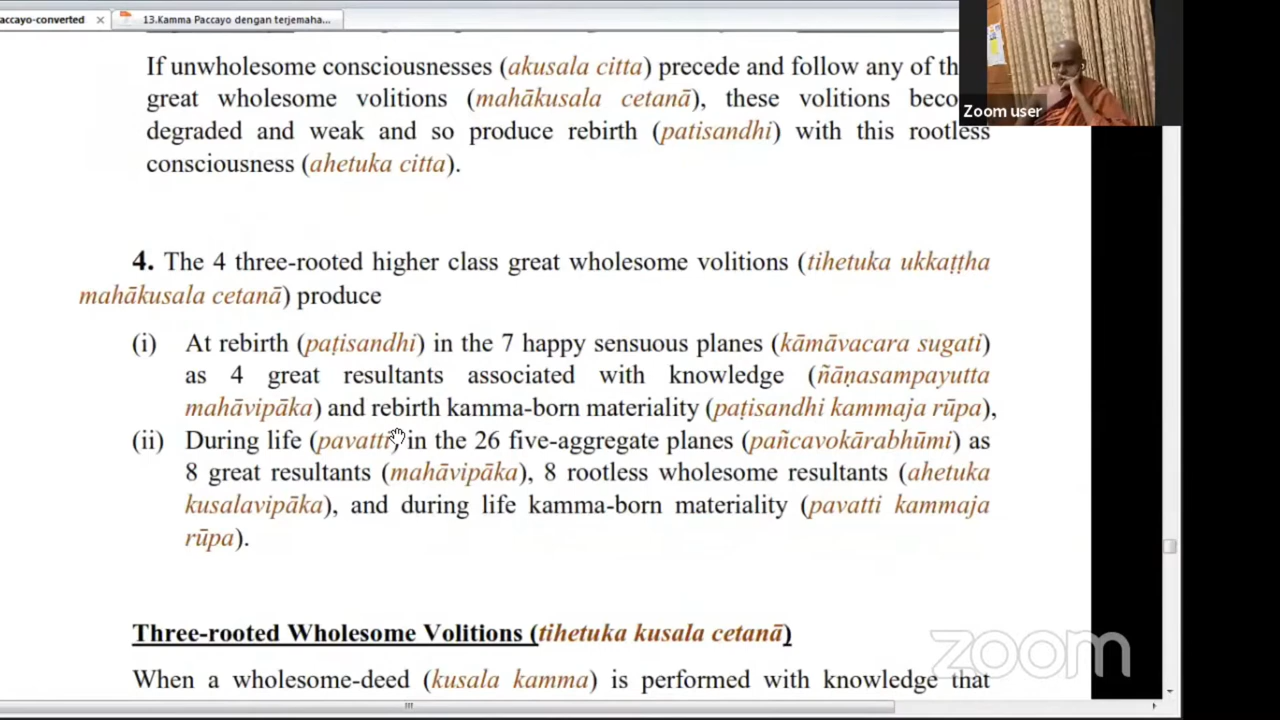 accayo-converted
13.Kamma Paccayo dengan terjemaha...
If unwholesome consciousnesses (akusala citta) precede and follow any of th
great wholesome volitions (mahākusala cetanā), these volitions beco
Zoom user
degraded and weak and so produce rebirth (patisandhi) with this rootless
consciousness (ahetuka citta).
4. The 4 three-rooted higher class great wholesome volitions (tihetuka ukkaṭṭha
mahākusala cetanā) produce
(i) At rebirth (paṭisandhi) in the 7 happy sensuous planes (kāmāvacara sugati)
as 4 great resultants associated with knowledge (ñāṇasampayutta
mahāvipāka) and rebirth kamma-born materiality (paṭisandhi kammaja rūpa),
(ii) During life (pavatti) in the 26 five-aggregate planes (pañcavokārabhūmi) as
8 great resultants (mahāvipāka), 8 rootless wholesome resultants (ahetuka
kusalavipāka), and during life kamma-born materiality (pavatti kammaja
rūpa).
Three-rooted Wholesome Volitions (tihetuka kusala cetanā)
zoom
When a wholesome-deed (kusala kamma) is performed with knowledge that